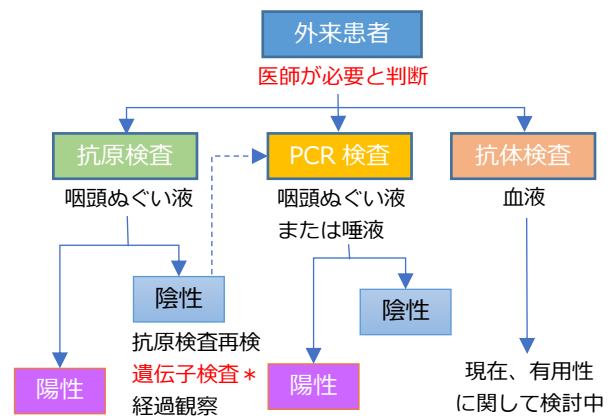 外来患者
医師が必要と判断
抗原検査
PCR 検査
抗体検査
咽頭ぬぐい液
咽頭ぬぐい液
または唾液
血液
陰性
抗原検査再検
遺伝子検査＊
経過観察
陰性
陽性
陽性
現在、有用性
に関して検討中